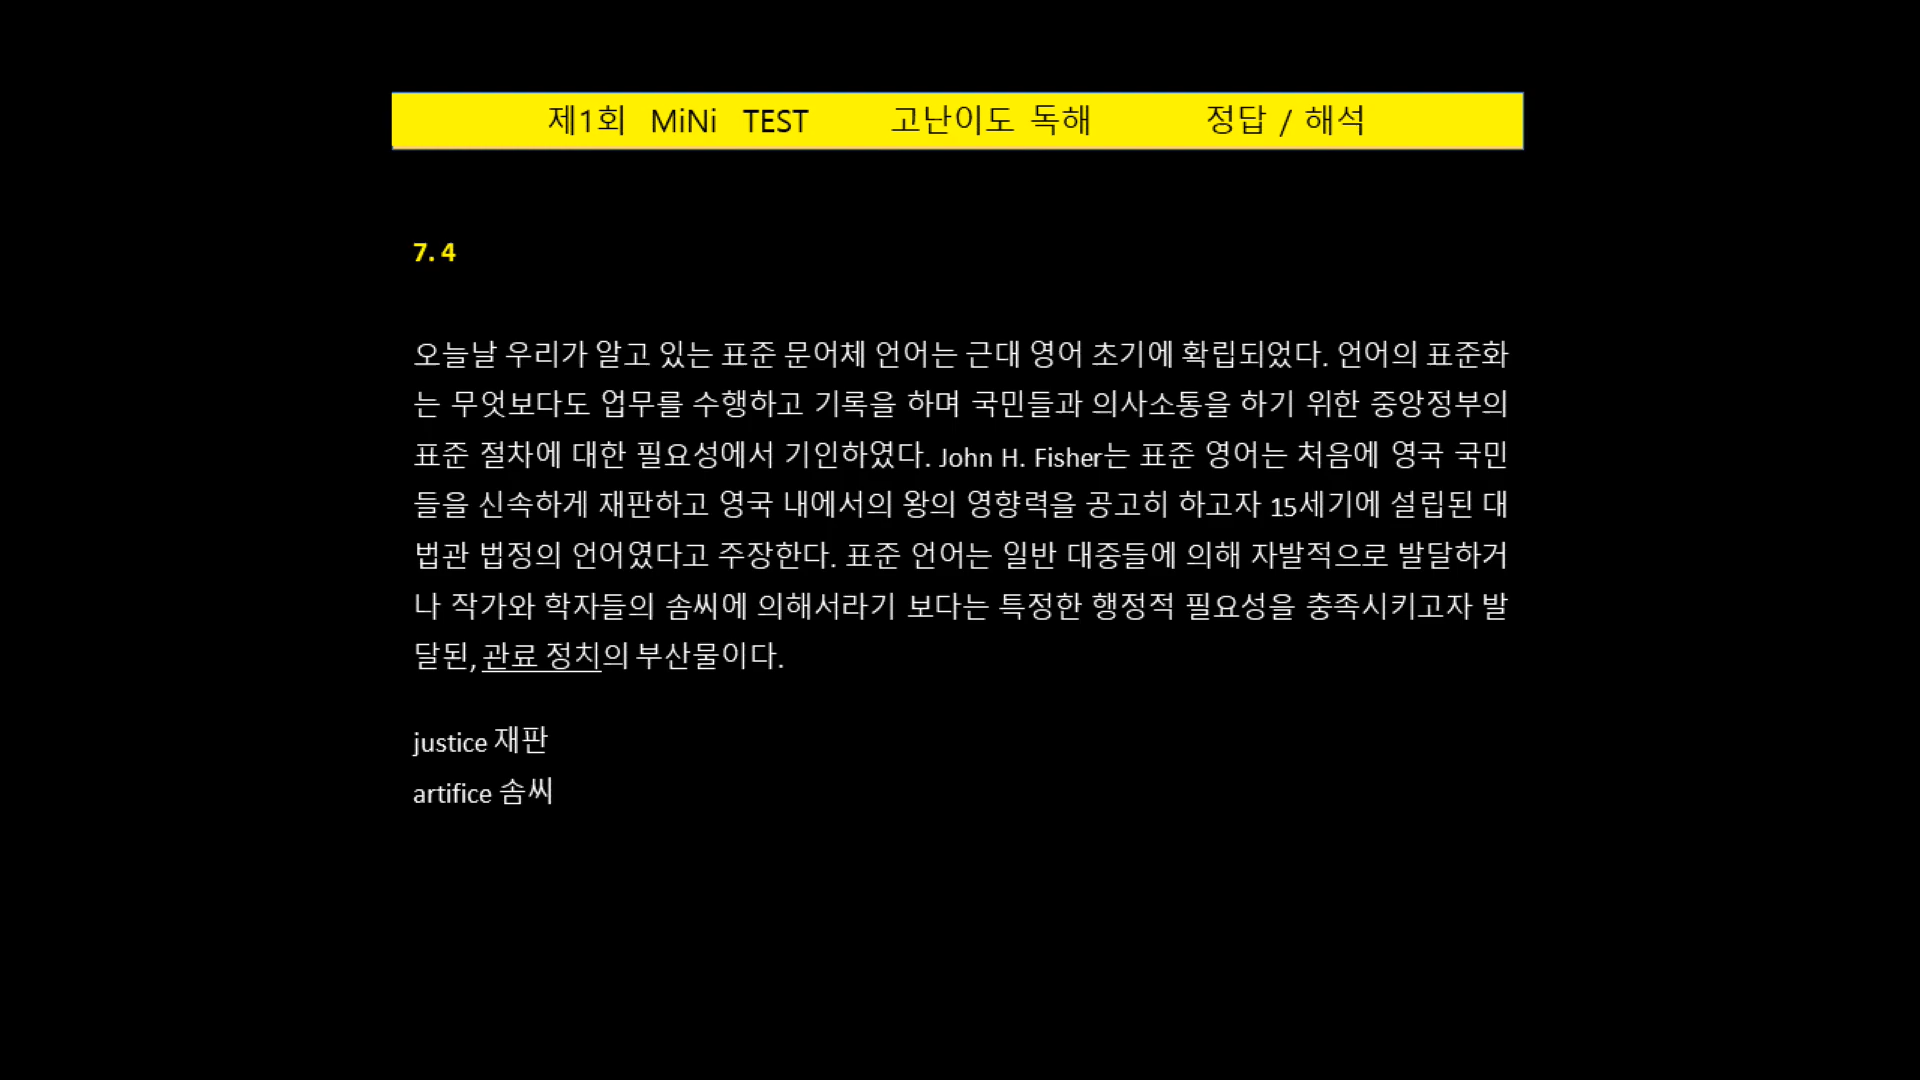 제1회 MiNi TEST 고난이도 독해 정답 / 해석
7. 4
오늘날 우리가 알고 있는 표준 문어체 언어는 근대 영어 초기에 확립되었다. 언어의 표준화
는 무엇보다도 업무를 수행하고 기록을 하며 국민들과 의사소통을 하기 위한 중앙정부의
표준 절차에 대한 필요성에서 기인하였다. John H. Fisher는 표준 영어는 처음에 영국 국민
들을 신속하게 재판하고 영국 내에서의 왕의 영향력을 공고히 하고자 15세기에 설립된 대
법관 법정의 언어였다고 주장한다. 표준 언어는 일반 대중들에 의해 자발적으로 발달하거
나 작가와 학자들의 솜씨에 의해서라기 보다는 특정한 행정적 필요성을 충족시키고자 발
달된, 관료 정치의 부산물이다.
justice 재판
artifice 솜씨